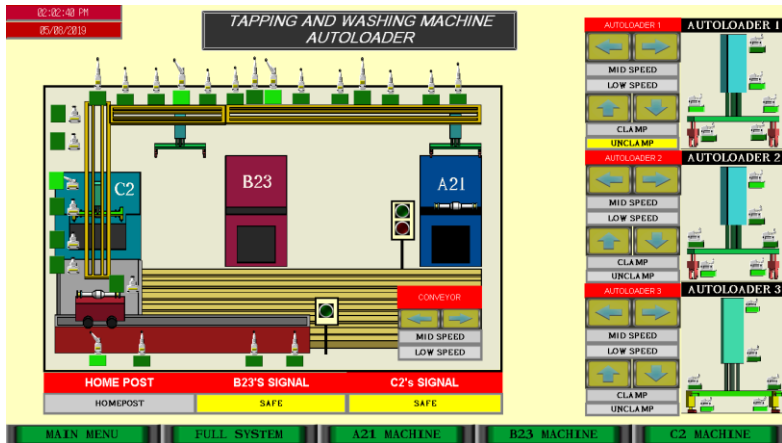 02:02:40 PM
05/08/2019
TAPPING AND WASHING MACHINE
AUTOLOADER
C2
B23
A21
CONVEYOR
MID SPEED
LOW SPEED
HOME POST
B23'S SIGNAL
C2's SIGNAL
HOMEPOST
SAFE
SAFE
AUTOLOADER 1
AUTOLOADER 1
MID SPEED
LOW SPEED
CLAMP
UNCLAMP
AUTOLOADER 2
AUTOLOADER 2
MID SPEED
LOW SPEED
CLAMP
UNCLAMP
AUTOLOADER 3
AUTOLOADER 3
MID SPEED
LOW SPEED
CLAMP
UNCLAMP
MAIN MENU
FULL SYSTEM
A21 MACHINE
B23 MACHINE
C2 MACHINE